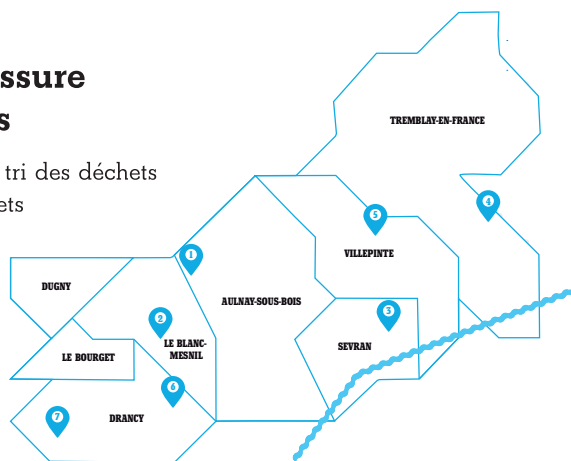 ssure
s
tri des déchets
ets
TREMBLAY-EN-FRANCE
4
5
VILLEPINTE
1
DUGNY
AULNAY-SOUS-BOIS
2
3
LE BLANC-
MESNIL
SEVRAN
LE BOURGET
6
7
DRANCY